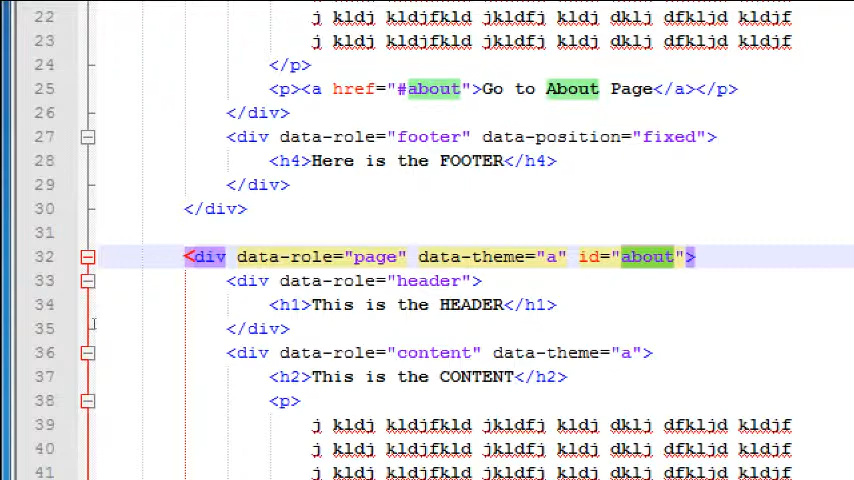 22 j kldj kldjfkld jkldfj kldj dklj dfkljd kldjf
23 j kldj kldjfkld jkldfj kldj dklj dfkljd kldjf
24 </p>
25 <p><a href="#about">Go to About Page</a></p>
26 </div>
27 <div data-role="footer" data-position="fixed">
28 <h4>Here is the FOOTER</h4>
29 </div>
30 </div>
31
32 <div data-role="page" data-theme="a" id="about">
33 <div data-role="header">
34 <h1>This is the HEADER</h1>
35 </div>
36 <div data-role="content" data-theme="a">
37 <h2>This is the CONTENT</h2>
38 <p>
39 j kldj kldjfkld jkldfj kldj dklj dfkljd kldjf
40 j kldj kldjfkld jkldfj kldj dklj dfkljd kldjf
41 j kldj kldjfkld jkldfj kldj dklj dfkljd kldjf